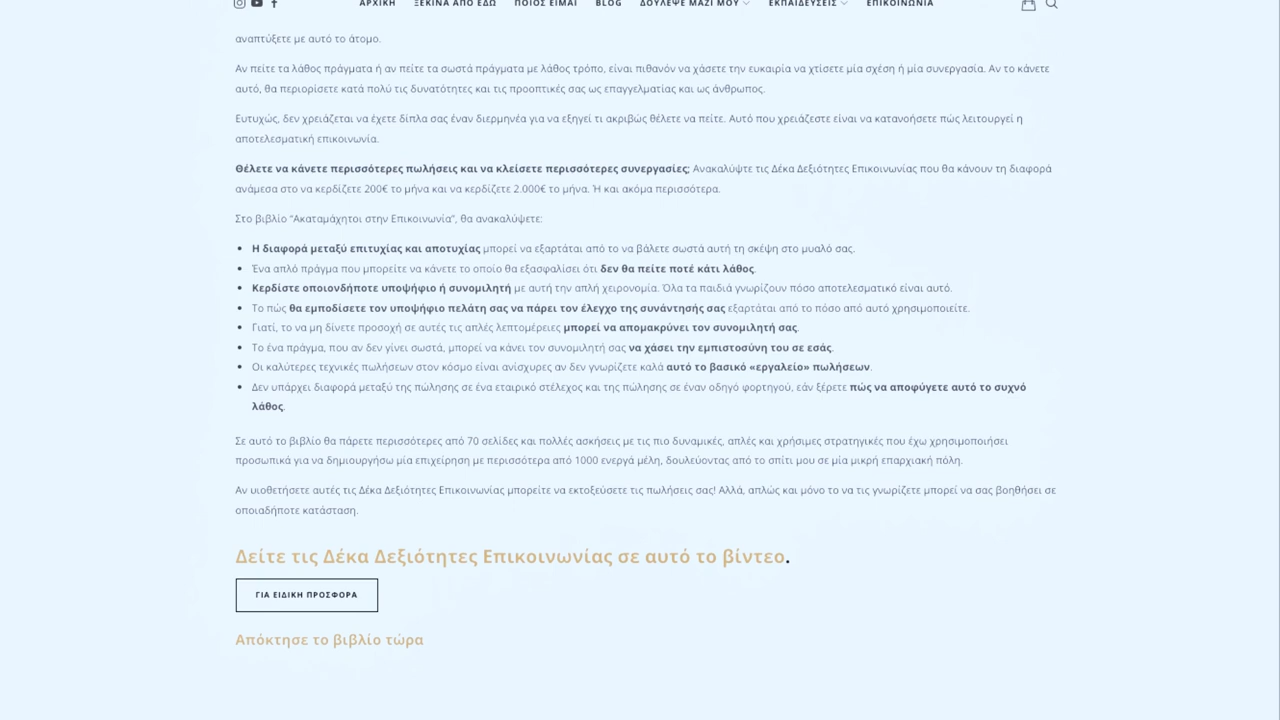 ΑΡΧΙΚΗ ΞΕΚΙΝΑ ΑΠΟ ΕΔΩ ΠΟΙΟΣ ΕΙΜΑΙ BLOG ΔΟΥΛΕΨΕ ΜΑΖΙ ΜΟΥ ΕΚΠΑΙΔΕΥΣΕΙΣ ΕΠΙΚΟΙΝΩΝΙΑ
αναπτύξετε με αυτό το άτομο.
Αν πείτε τα λάθος πράγματα ή αν πείτε τα σωστά πράγματα με λάθος τρόπο, είναι πιθανόν να χάσετε την ευκαιρία να χτίσετε μία σχέση ή μία συνεργασία. Αν το κάνετε
αυτό, θα περιορίσετε κατά πολύ τις δυνατότητες και τις προοπτικές σας ως επαγγελματίας και ως άνθρωπος.
Ευτυχώς, δεν χρειάζεται να έχετε δίπλα σας έναν διερμηνέα για να εξηγεί τι ακριβώς θέλετε να πείτε. Αυτό που χρειάζεστε είναι να κατανοήσετε πώς λειτουργεί η
αποτελεσματική επικοινωνία.
Θέλετε να κάνετε περισσότερες πωλήσεις και να κλείσετε περισσότερες συνεργασίες; Ανακαλύψτε τις Δέκα Δεξιότητες Επικοινωνίας που θα κάνουν τη διαφορά
ανάμεσα στο να κερδίζετε 200€ το μήνα και να κερδίζετε 2.000€ το μήνα. Ή και ακόμα περισσότερα.
Στο βιβλίο “Ακαταμάχητοι στην Επικοινωνία”, θα ανακαλύψετε:
• Η διαφορά μεταξύ επιτυχίας και αποτυχίας μπορεί να εξαρτάται από το να βάλετε σωστά αυτή τη σκέψη στο μυαλό σας.
• Ένα απλό πράγμα που μπορείτε να κάνετε το οποίο θα εξασφαλίσει ότι δεν θα πείτε ποτέ κάτι λάθος.
• Κερδίστε οποιονδήποτε υποψήφιο ή συνομιλητή με αυτή την απλή χειρονομία. Όλα τα παιδιά γνωρίζουν πόσο αποτελεσματικό είναι αυτό.
• Το πώς θα εμποδίσετε τον υποψήφιο πελάτη σας να πάρει τον έλεγχο της συνάντησής σας εξαρτάται από το πόσο από αυτό χρησιμοποιείτε.
• Γιατί, το να μη δίνετε προσοχή σε αυτές τις απλές λεπτομέρειες μπορεί να απομακρύνει τον συνομιλητή σας.
• Το ένα πράγμα, που αν δεν γίνει σωστά, μπορεί να κάνει τον συνομιλητή σας να χάσει την εμπιστοσύνη του σε εσάς.
• Οι καλύτερες τεχνικές πωλήσεων στον κόσμο είναι ανίσχυρες αν δεν γνωρίζετε καλά αυτό το βασικό «εργαλείο» πωλήσεων.
• Δεν υπάρχει διαφορά μεταξύ της πώλησης σε ένα εταιρικό στέλεχος και της πώλησης σε έναν οδηγό φορτηγού, εάν ξέρετε πώς να αποφύγετε αυτό το συχνό
λάθος.
Σε αυτό το βιβλίο θα πάρετε περισσότερες από 70 σελίδες και πολλές ασκήσεις με τις πιο δυναμικές, απλές και χρήσιμες στρατηγικές που έχω χρησιμοποιήσει
προσωπικά για να δημιουργήσω μία επιχείρηση με περισσότερα από 1000 ενεργά μέλη, δουλεύοντας από το σπίτι μου σε μία μικρή επαρχιακή πόλη.
Αν υιοθετήσετε αυτές τις Δέκα Δεξιότητες Επικοινωνίας μπορείτε να εκτοξεύσετε τις πωλήσεις σας! Αλλά, απλώς και μόνο το να τις γνωρίζετε μπορεί να σας βοηθήσει σε
οποιαδήποτε κατάσταση.
Δείτε τις Δέκα Δεξιότητες Επικοινωνίας σε αυτό το βίντεο.
ΓΙΑ ΕΙΔΙΚΗ ΠΡΟΣΦΟΡΑ
Απόκτησε το βιβλίο τώρα